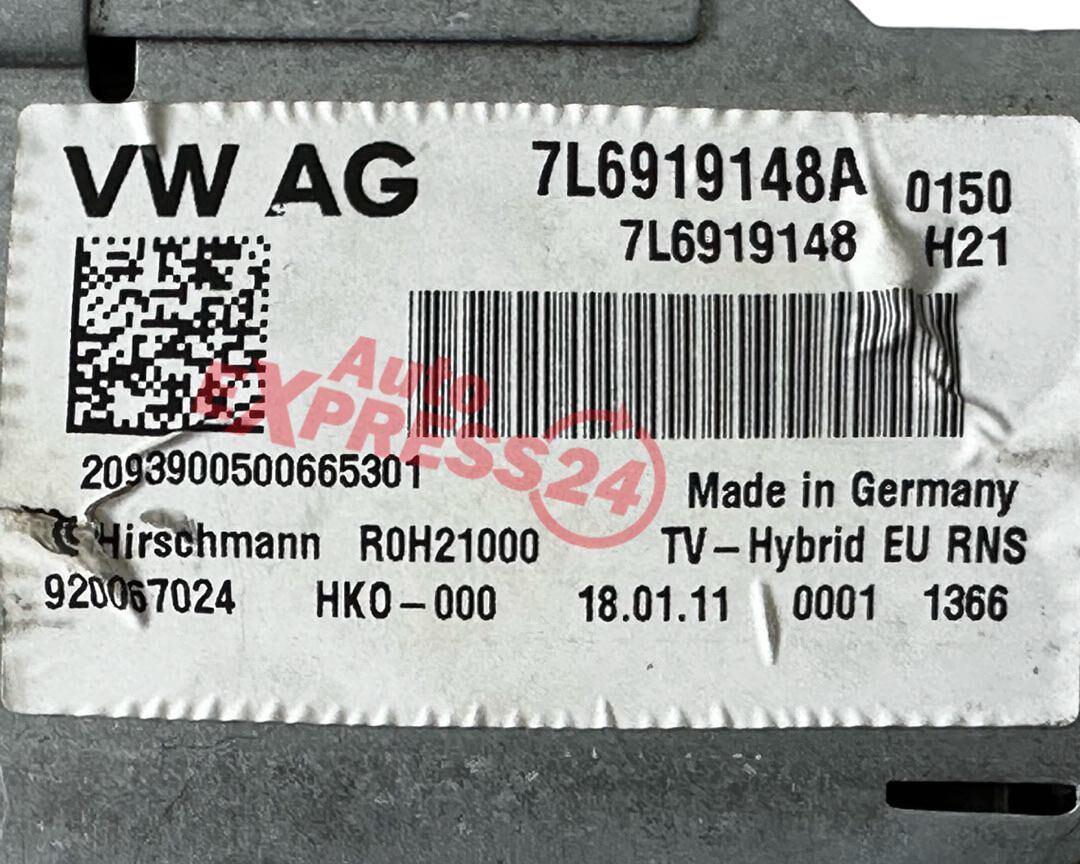 VW AG 7L6919148A 0150
7L6919148 H21
2093900500665301
Made in Germany
Hirschmann R0H21000 TV-Hybrid EU RNS
920067024 HK0-000 18.01.11 0001 1366
Auto
EXPRESS24